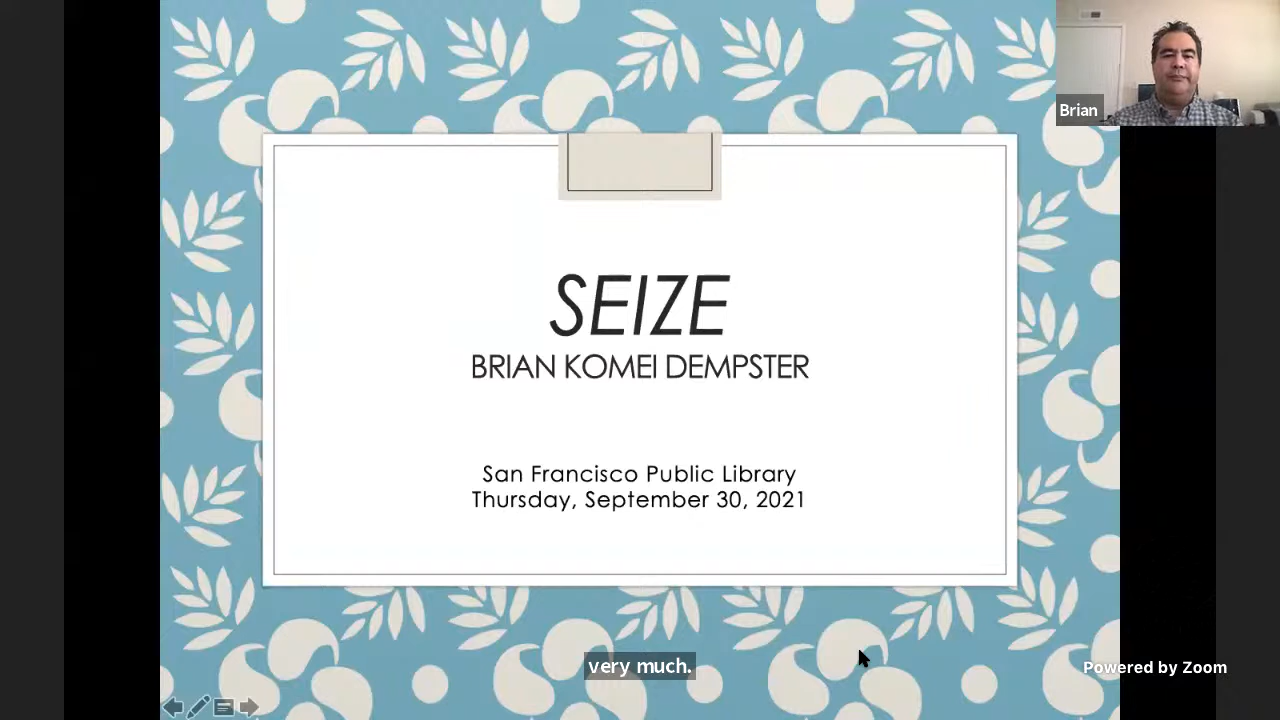 Brian
SEIZE
BRIAN KOMEI DEMPSTER
San Francisco Public Library
Thursday, September 30, 2021
very much.
Powered by Zoom